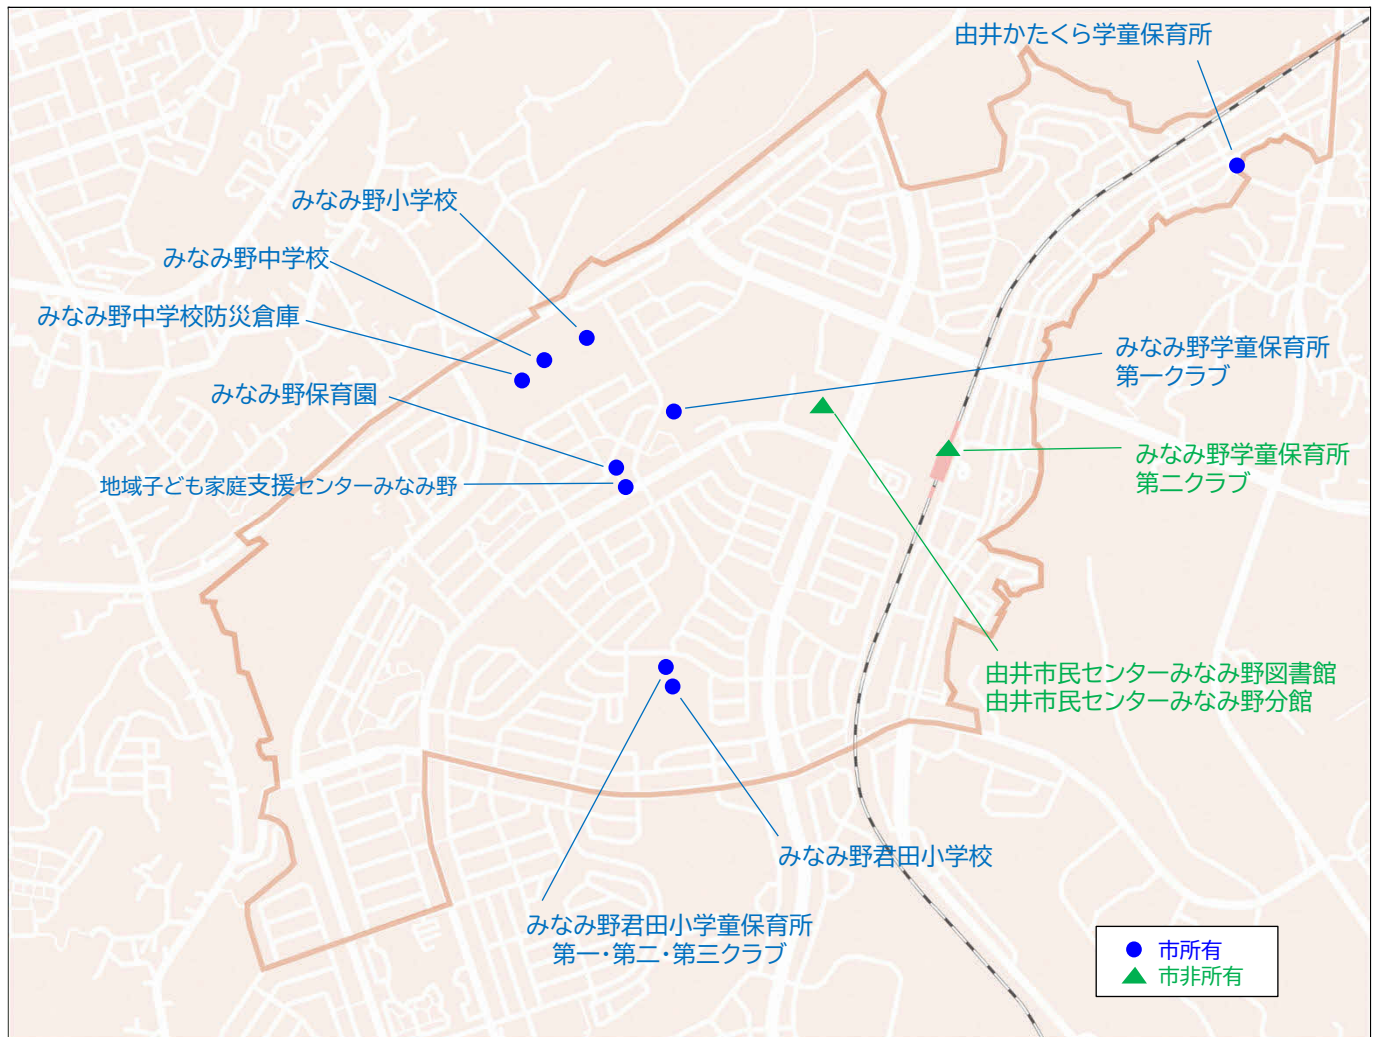 由井かたくら学童保育所
みなみ野小学校
みなみ野中学校
みなみ野中学校防災倉庫
みなみ野学童保育所
第一クラブ
みなみ野保育園
みなみ野学童保育所
第二クラブ
地域子ども家庭支援センターみなみ野
由井市民センターみなみ野図書館
由井市民センターみなみ野分館
みなみ野君田小学校
みなみ野君田小学童保育所
第一・第二・第三クラブ
市所有
市非所有